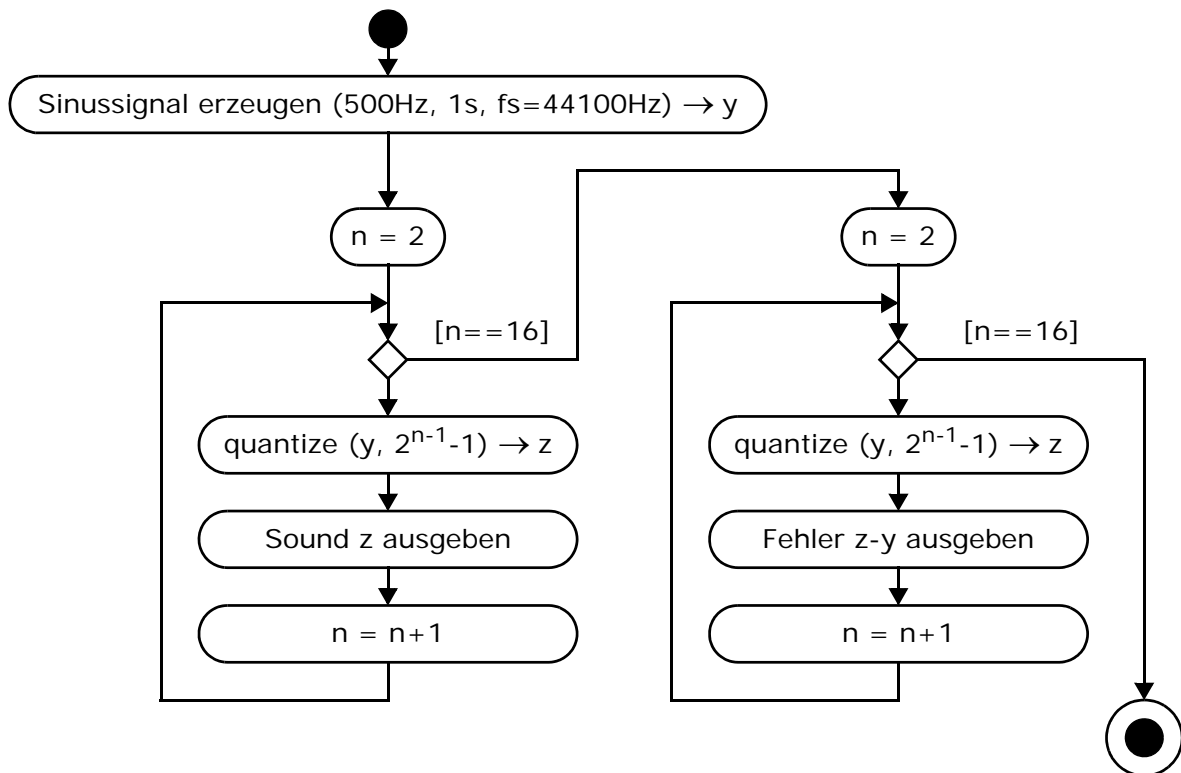 Sinussignal erzeugen (500Hz, 1s, fs=44100Hz) → y
n = 2
[n==16]
quantize (y, 2^{n-1}-1) → z
Sound z ausgeben
n = n+1
n = 2
[n==16]
quantize (y, 2^{n-1}-1) → z
Fehler z-y ausgeben
n = n+1